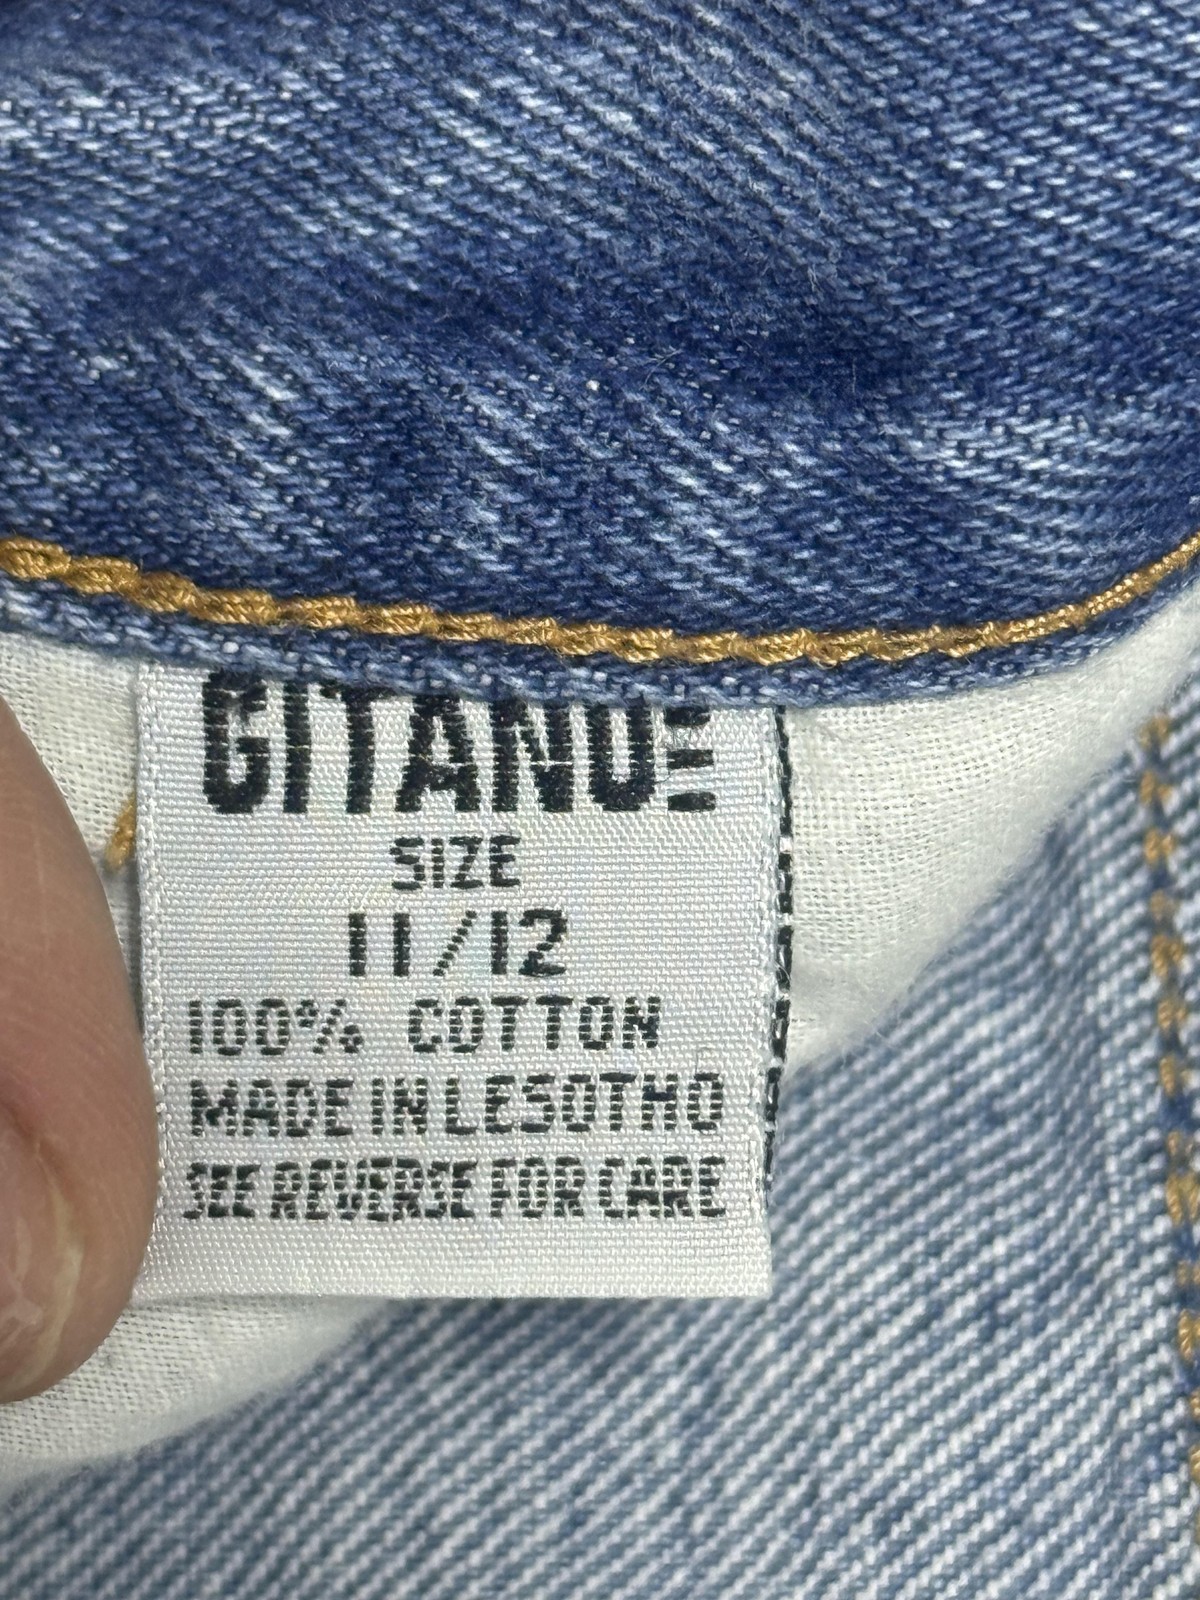 GITANO
SIZE
11/12
100% COTTON
MADE IN LESOTHO
SEE REVERSE FOR CARE